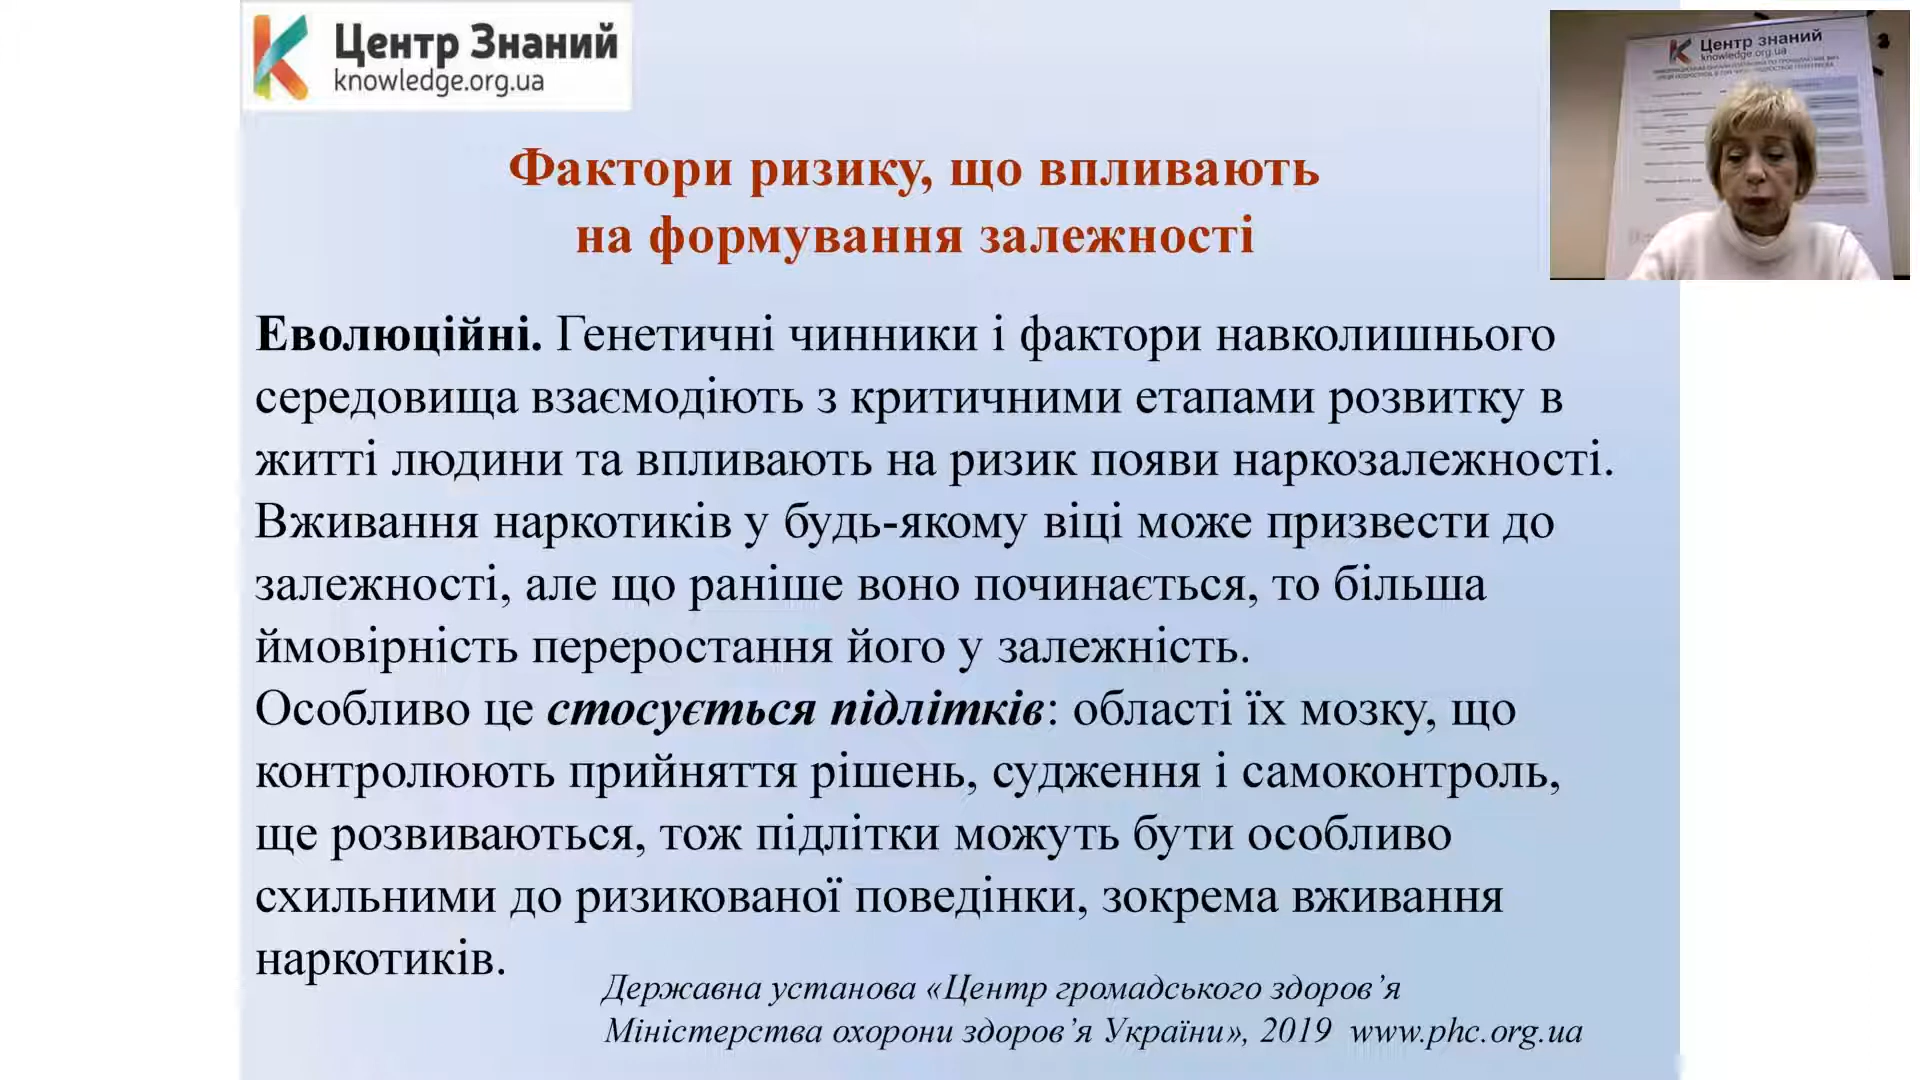 Центр Знаний
knowledge.org.ua
Центр знаний
knowledge.org.ua
Фактори ризику, що впливають
на формування залежності
Еволюційні. Генетичні чинники і фактори навколишнього
середовища взаємодіють з критичними етапами розвитку в
житті людини та впливають на ризик появи наркозалежності.
Вживання наркотиків у будь-якому віці може призвести до
залежності, але що раніше воно починається, то більша
ймовірність переростання його у залежність.
Особливо це стосується підлітків: області їх мозку, що
контролюють прийняття рішень, судження і самоконтроль,
ще розвиваються, тож підлітки можуть бути особливо
схильними до ризикованої поведінки, зокрема вживання
наркотиків.
Державна установа «Центр громадського здоров’я
Міністерства охорони здоров’я України», 2019 www.phc.org.ua